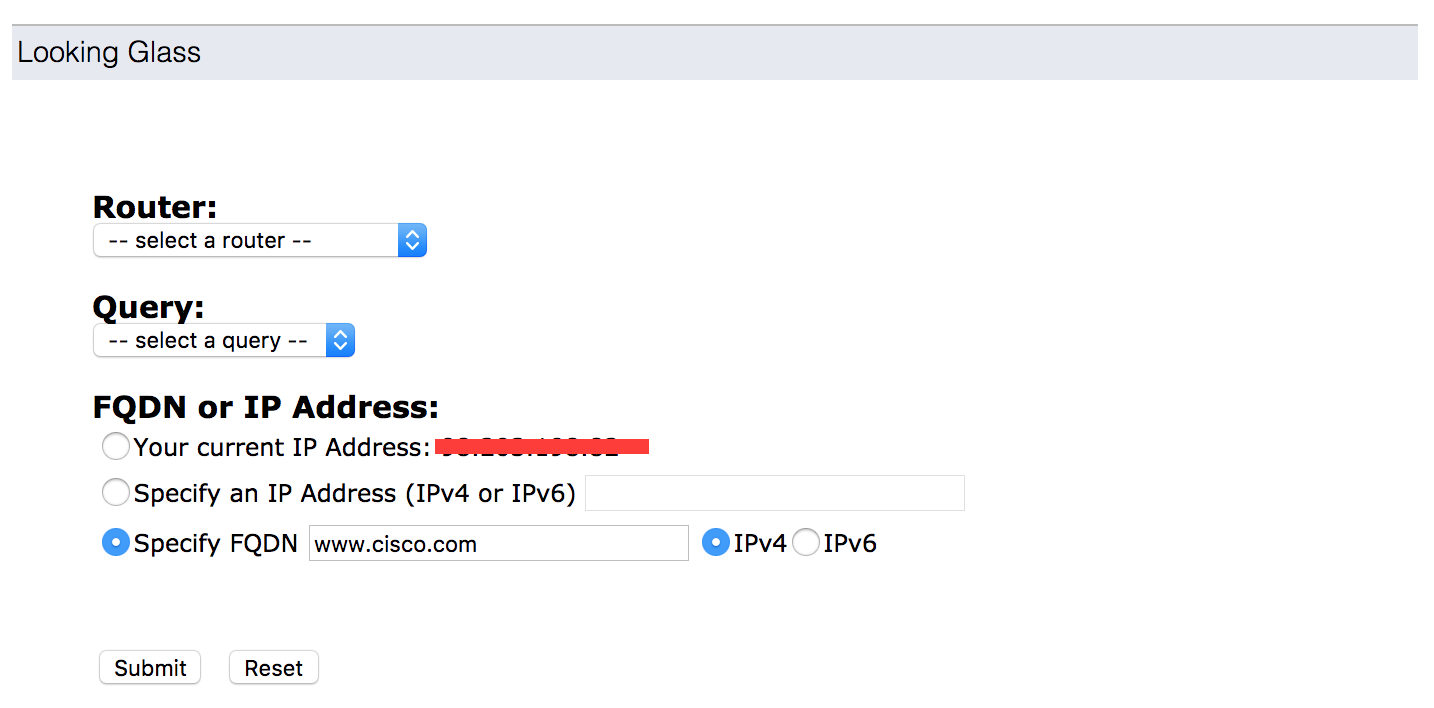 Looking Glass
Router:
-- select a router --
Query:
-- select a query --
FQDN or IP Address:
Your current IP Address:
Specify an IP Address (IPv4 or IPv6)
Specify FQDN www.cisco.com IPv4 IPv6
Submit Reset